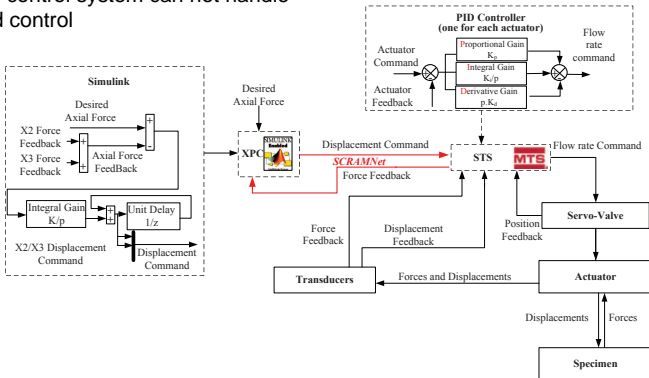 control system can not handle
d control
PID Controller
(one for each actuator)
Actuator
Command
Proportional Gain
Kp
Flow
rate
command
Integral Gain
Ki/p
Actuator
Feedback
Derivative Gain
p.Kd
Simulink
Desired
Axial Force
Desired
Axial Force
X2 Force
Feedback
+
-
X3 Force
Feedback
+
+
Axial Force
FeedBack
XPC
SIMULINK
Enabled
Displacement Command
SCRAMNet
Force Feedback
STS
MTS
Flow rate Command
Integral Gain
K/p
+
+
Unit Delay
1/z
X2/X3 Displacement
Command
Displacement
Command
Force
Feedback
Displacement
Feedback
Position
Feedback
Servo-Valve
Transducers
Forces and Displacements
Actuator
Displacements
Forces
Specimen